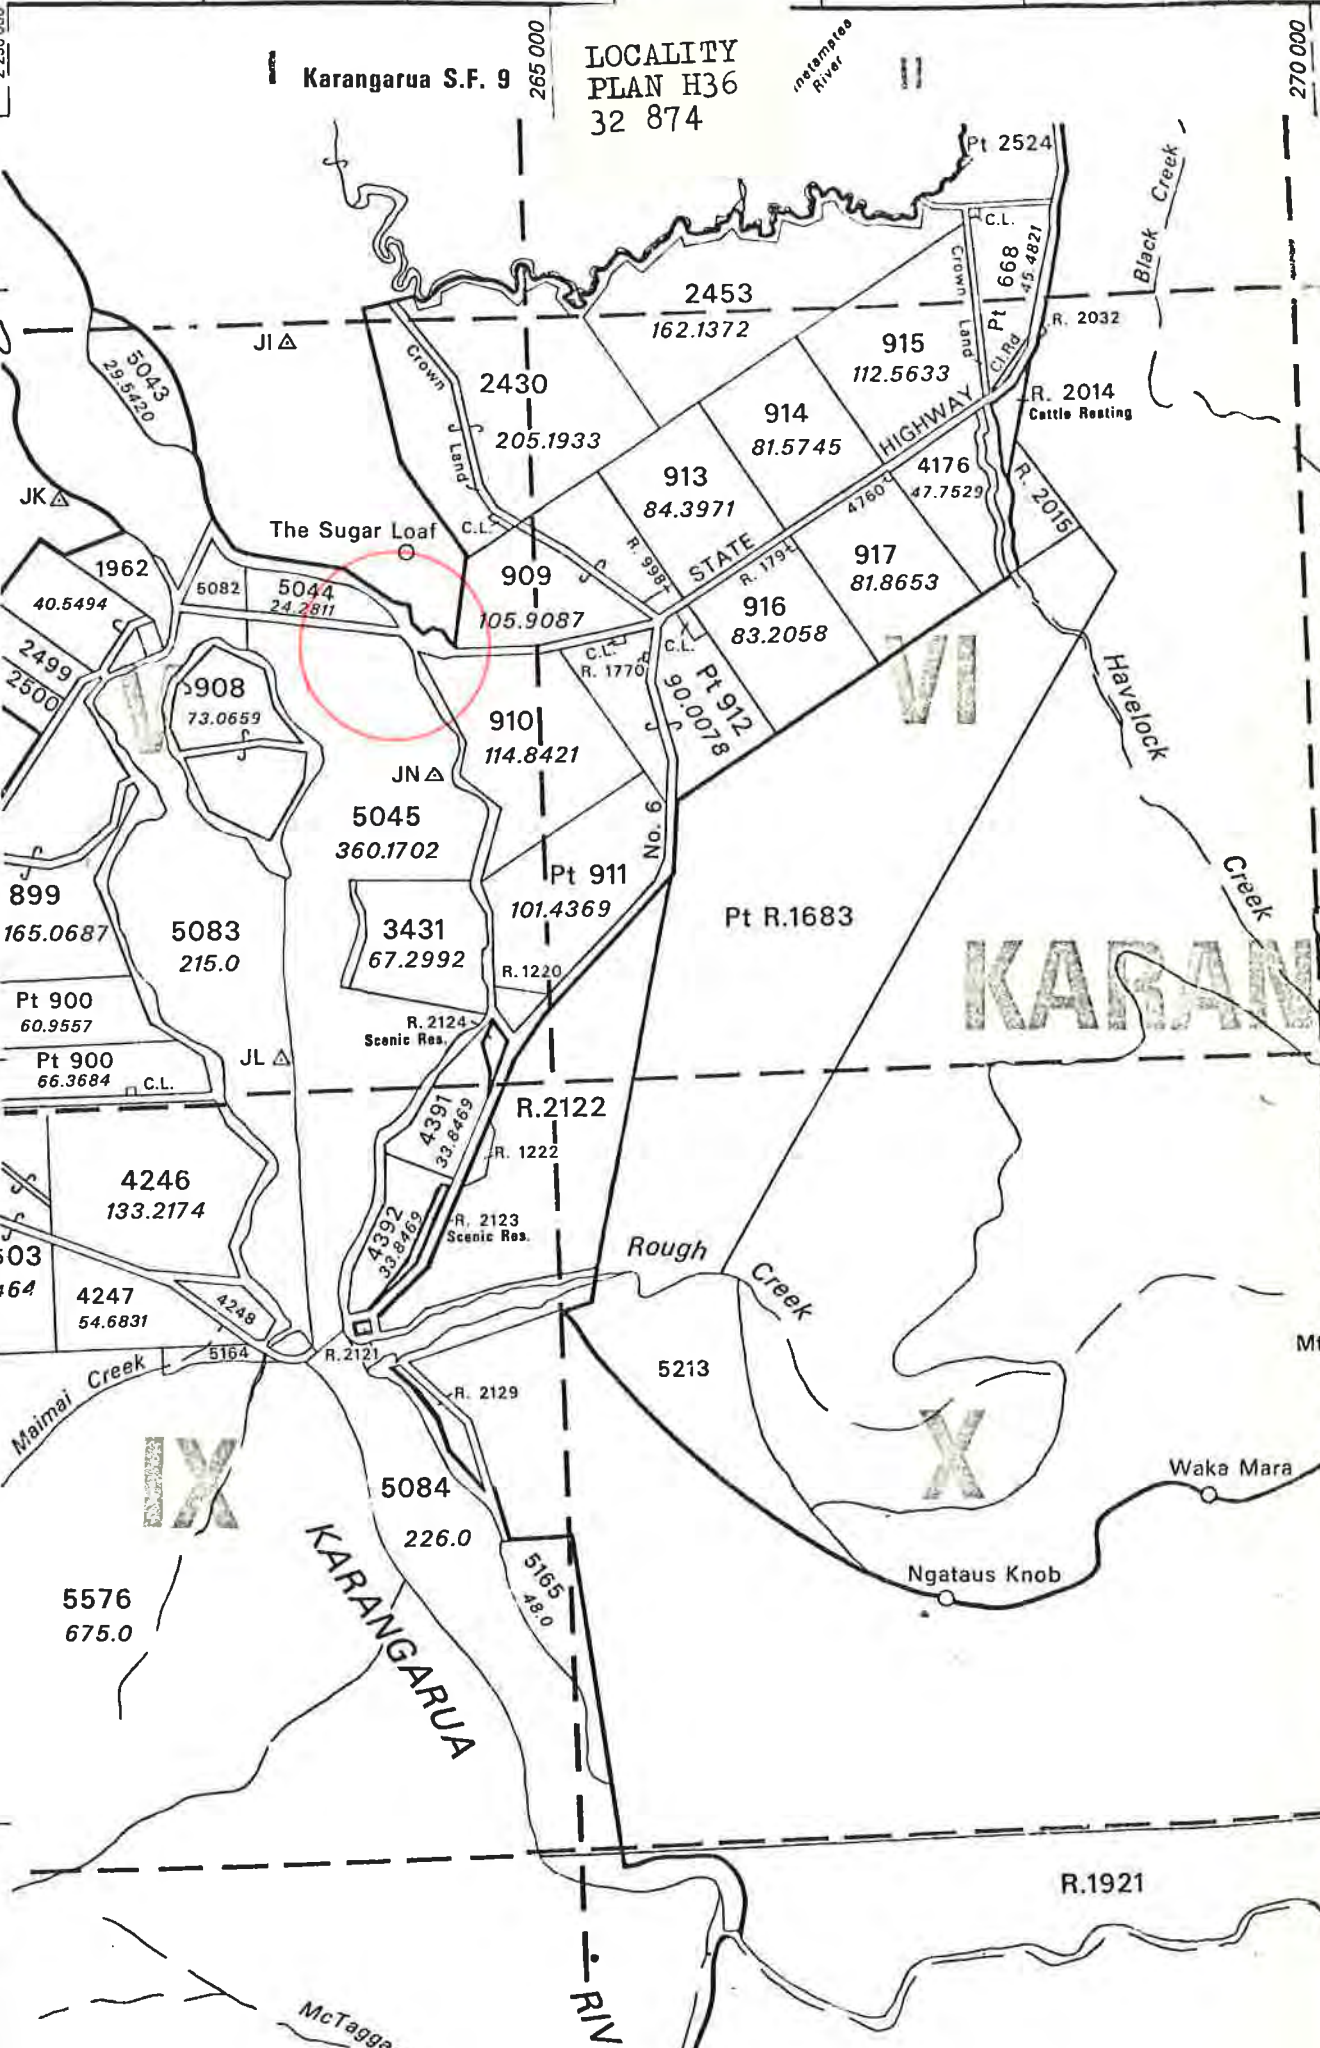 265 000
270 000
Karangarua S.F. 9
LOCALITY
PLAN H36
32 874
River
II
Pt 2524
Black Creek
C.L.
Crown Land
Pt 668
45.4821
2453
162.1372
R. 2032
JI
5043
29.5420
Crown
Land
2430
205.1933
915
112.5633
Cl.Rd
R. 2014
Cattle Resting
914
81.5745
STATE HIGHWAY
913
84.3971
4176
47.7529
4760
R. 2015
JK
The Sugar Loaf
C.L.
R. 998
R. 179
917
81.8653
1962
40.5494
5082
5044
24.2811
909
105.9087
916
83.2058
2499
2500
V
5908
73.0659
C.L.
R. 1770
C.L.
Pt 912
90.0078
VI
Havelock
Creek
910
114.8421
JN
5045
360.1702
No. 6
899
165.0687
5083
215.0
3431
67.2992
Pt 911
101.4369
Pt R.1683
KARAN
R. 1220
Pt 900
60.9557
R. 2124
Scenic Res.
Pt 900
66.3684
C.L.
JL
4391
33.8469
R.2122
R. 1222
4246
133.2174
4392
33.8469
R. 2123
Scenic Res.
503
464
Rough
Creek
4247
54.6831
4248
5164
R.2121
Maimai Creek
5213
Mt
R. 2129
IX
X
Waka Mara
5084
226.0
KARANGARUA
5165
48.0
Ngataus Knob
5576
675.0
R.1921
RIV
McTagga